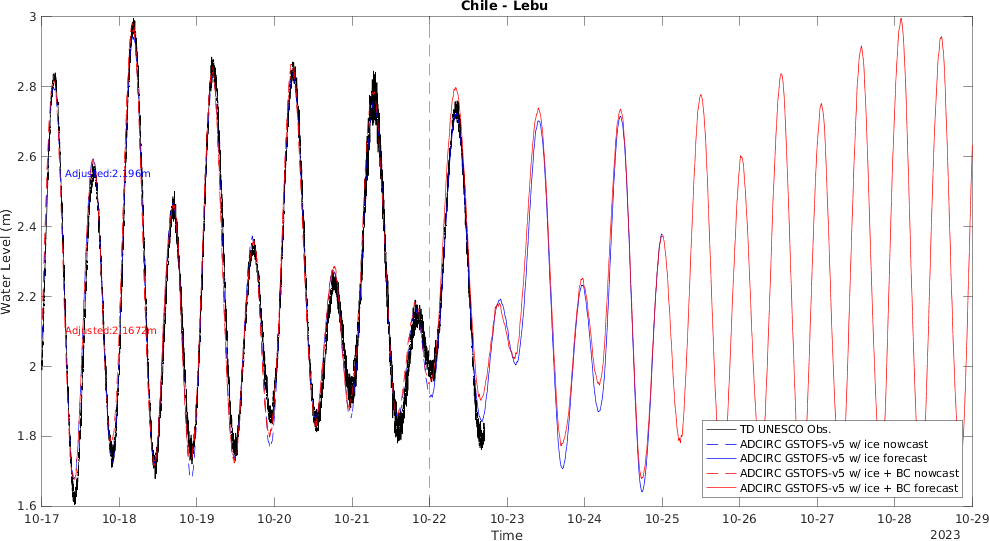 Chile - Lebu
3
2.8
2.6
2.4
2.2
2
1.8
1.6
Water Level (m)
Adjusted:2.196m
Adjusted:2.1672m
TD UNESCO Obs.
ADCIRC GSTOFS-v5 w/ ice nowcast
ADCIRC GSTOFS-v5 w/ ice forecast
ADCIRC GSTOFS-v5 w/ ice + BC nowcast
ADCIRC GSTOFS-v5 w/ ice + BC forecast
10-17 10-18 10-19 10-20 10-21 10-22 10-23 10-24 10-25 10-26 10-27 10-28 10-29
Time
2023